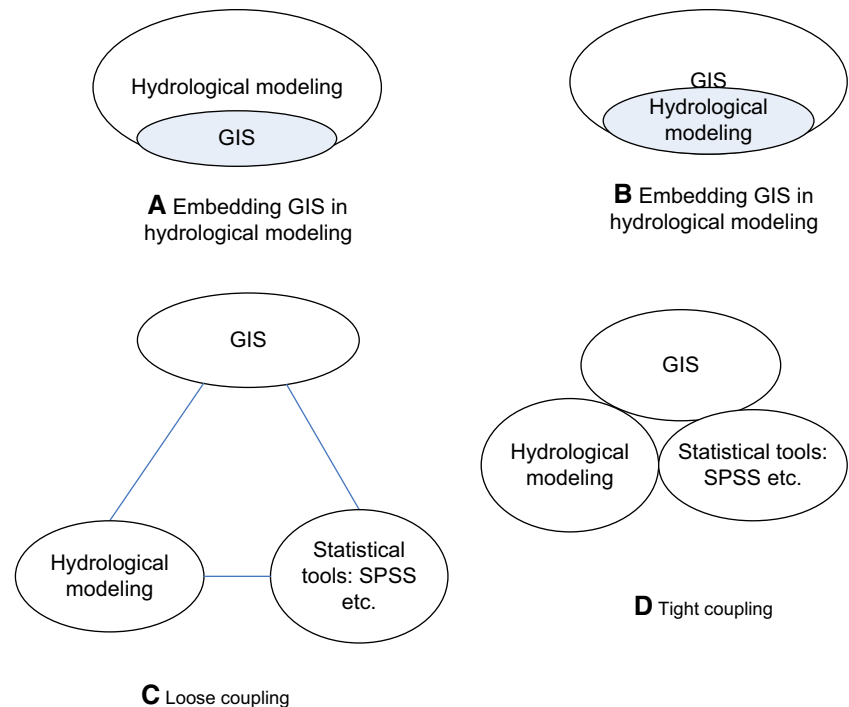 Hydrological modeling
GIS
A Embedding GIS in
hydrological modeling
GIS
Hydrological
modeling
B Embedding GIS in
hydrological modeling
GIS
Hydrological
modeling
Statistical
tools: SPSS
etc.
C Loose coupling
GIS
Hydrological
modeling
Statistical tools:
SPSS etc.
D Tight coupling